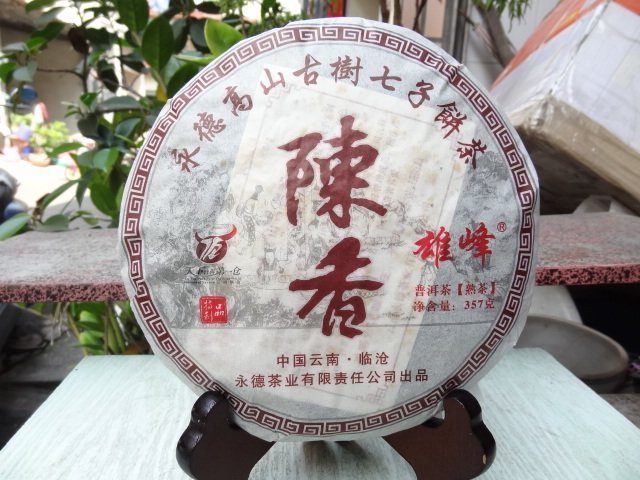 永德高山古樹七子餅茶
陳香
雄峰®
普洱茶【熟茶】
净含量：357克
中国云南·临沧
永德茶业有限责任公司出品